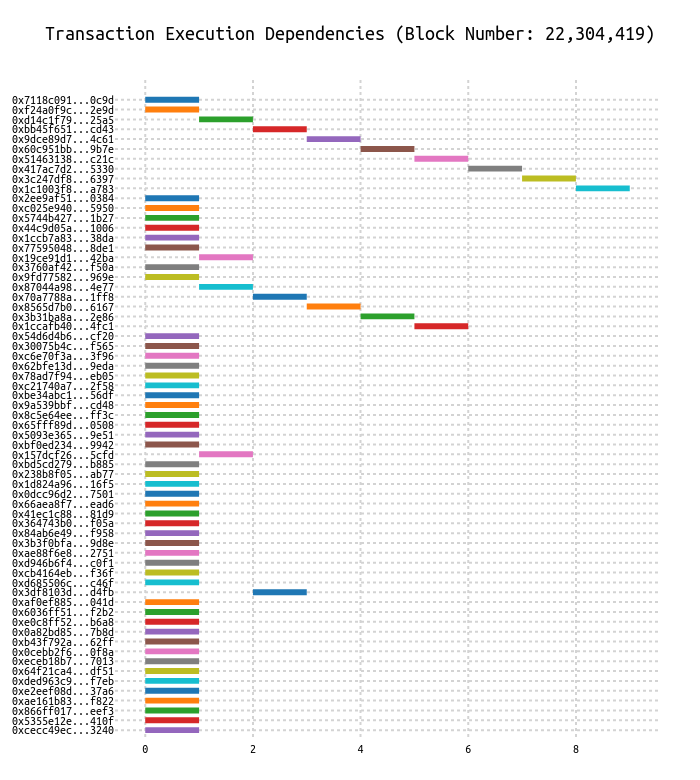 Transaction Execution Dependencies (Block Number: 22,304,419)
0x7118c091...0c9d
0xf24a0f9c...2e9d
0xd14c1f79...25a5
0xbb45f651...cd43
0x9dce89d7...4c61
0x60c951bb...9b7e
0x51463138...c21c
0x417ac7d2...5330
0x3c247df8...6397
0x1c1003f8...a783
0x2ee9af51...0384
0xc025e940...5950
0x5744b427...1b27
0x44c9d05a...1006
0x1ccb7a83...38da
0x77595048...8de1
0x19ce91d1...42ba
0x3760af42...f50a
0x9fd77582...969e
0x87044a98...4e77
0x70a7788a...1ff8
0x8565d7b0...6167
0x3b31ba8a...2e86
0x1ccafb40...4fc1
0x54d6d4b6...cf20
0x30075b4c...f565
0xc6e70f3a...3f96
0x62bfe13d...9eda
0x78ad7f94...eb05
0xc21740a7...2f58
0xbe34abc1...56df
0x9a539bbf...cd48
0x8c5e64ee...ff3c
0x65fff89d...0508
0x5093e365...9e51
0xbf0ed234...9942
0x157dcf26...5cfd
0xbd5cd279...b885
0x238b8f05...ab77
0x1d824a96...16f5
0x0dcc96d2...7501
0x66aea8f7...ead6
0x41ec1c88...81d9
0x364743b0...f05a
0x84ab6e49...f958
0x3b3f0bfa...9d8e
0xae88f6e8...2751
0xd946b6f4...c0f1
0xcb4164eb...f36f
0xd685506c...c46f
0x3df8103d...d4fb
0xaf0ef885...041d
0x6036ff51...f2b2
0xe0c8ff52...b6a8
0x0a82bd85...7b8d
0xb43f792a...62ff
0x0cebb2f6...0f8a
0xeceb18b7...7013
0x64f21ca4...df51
0xded963c9...f7eb
0xe2eef08d...37a6
0xae161b83...f822
0x866ff017...eef3
0x5355e12e...410f
0xcecc49ec...3240
0 2 4 6 8